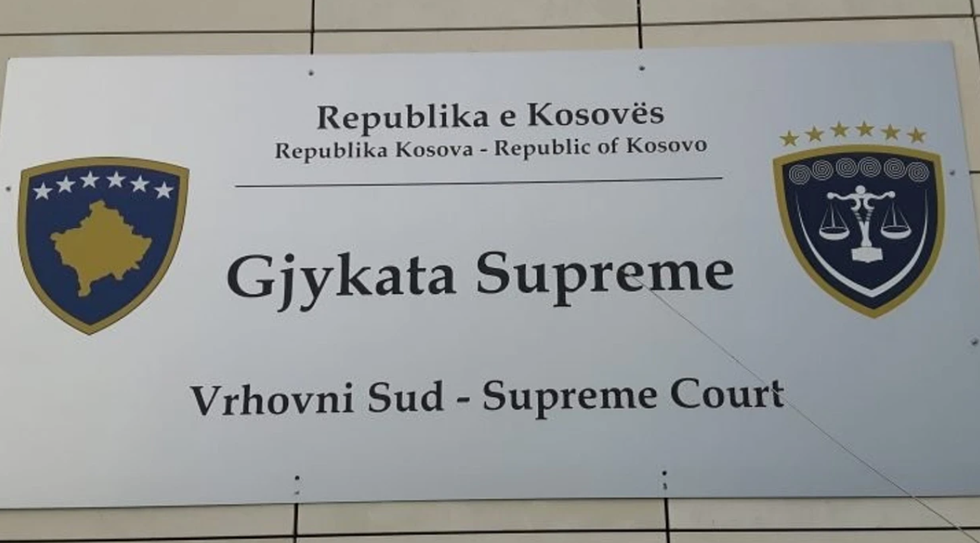 Republika e Kosovës
Republika Kosova - Republic of Kosovo
Gjykata Supreme
Vrhovni Sud - Supreme Court